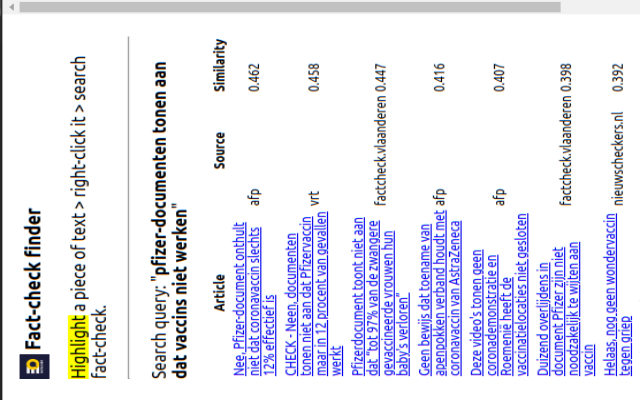 Fact-check finder
Highlight a piece of text > right-click it > search
fact-check.
Search query: "pfizer-documenten tonen aan
dat vaccins niet werken"
Article Source Similarity
Nee, Pfizer-document onthult
niet dat coronavaccin slechts
12% effectief is
afp 0.462
CHECK - Neen, documenten
tonen niet aan dat Pfizervaccin
maar in 12 procent van gevallen
werkt
vrt 0.458
Pfizerdocument toont niet aan
dat "tot 97% van de zwangere
gevaccineerde vrouwen hun
baby's verloren"
factcheck.vlaanderen 0.447
Geen bewijs dat toename van
apenpokken verband houdt met
coronavaccin van AstraZeneca
afp 0.416
Deze video's tonen geen
coronademonstratie en
Roemenië heeft de
vaccinatielocaties niet gesloten
afp 0.407
Duizend overlijdens in
document Pfizer zijn niet
noodzakelijk te wijten aan
vaccin
factcheck.vlaanderen 0.398
Helaas, nog geen wondervaccin
tegen griep
nieuwscheckers.nl 0.392